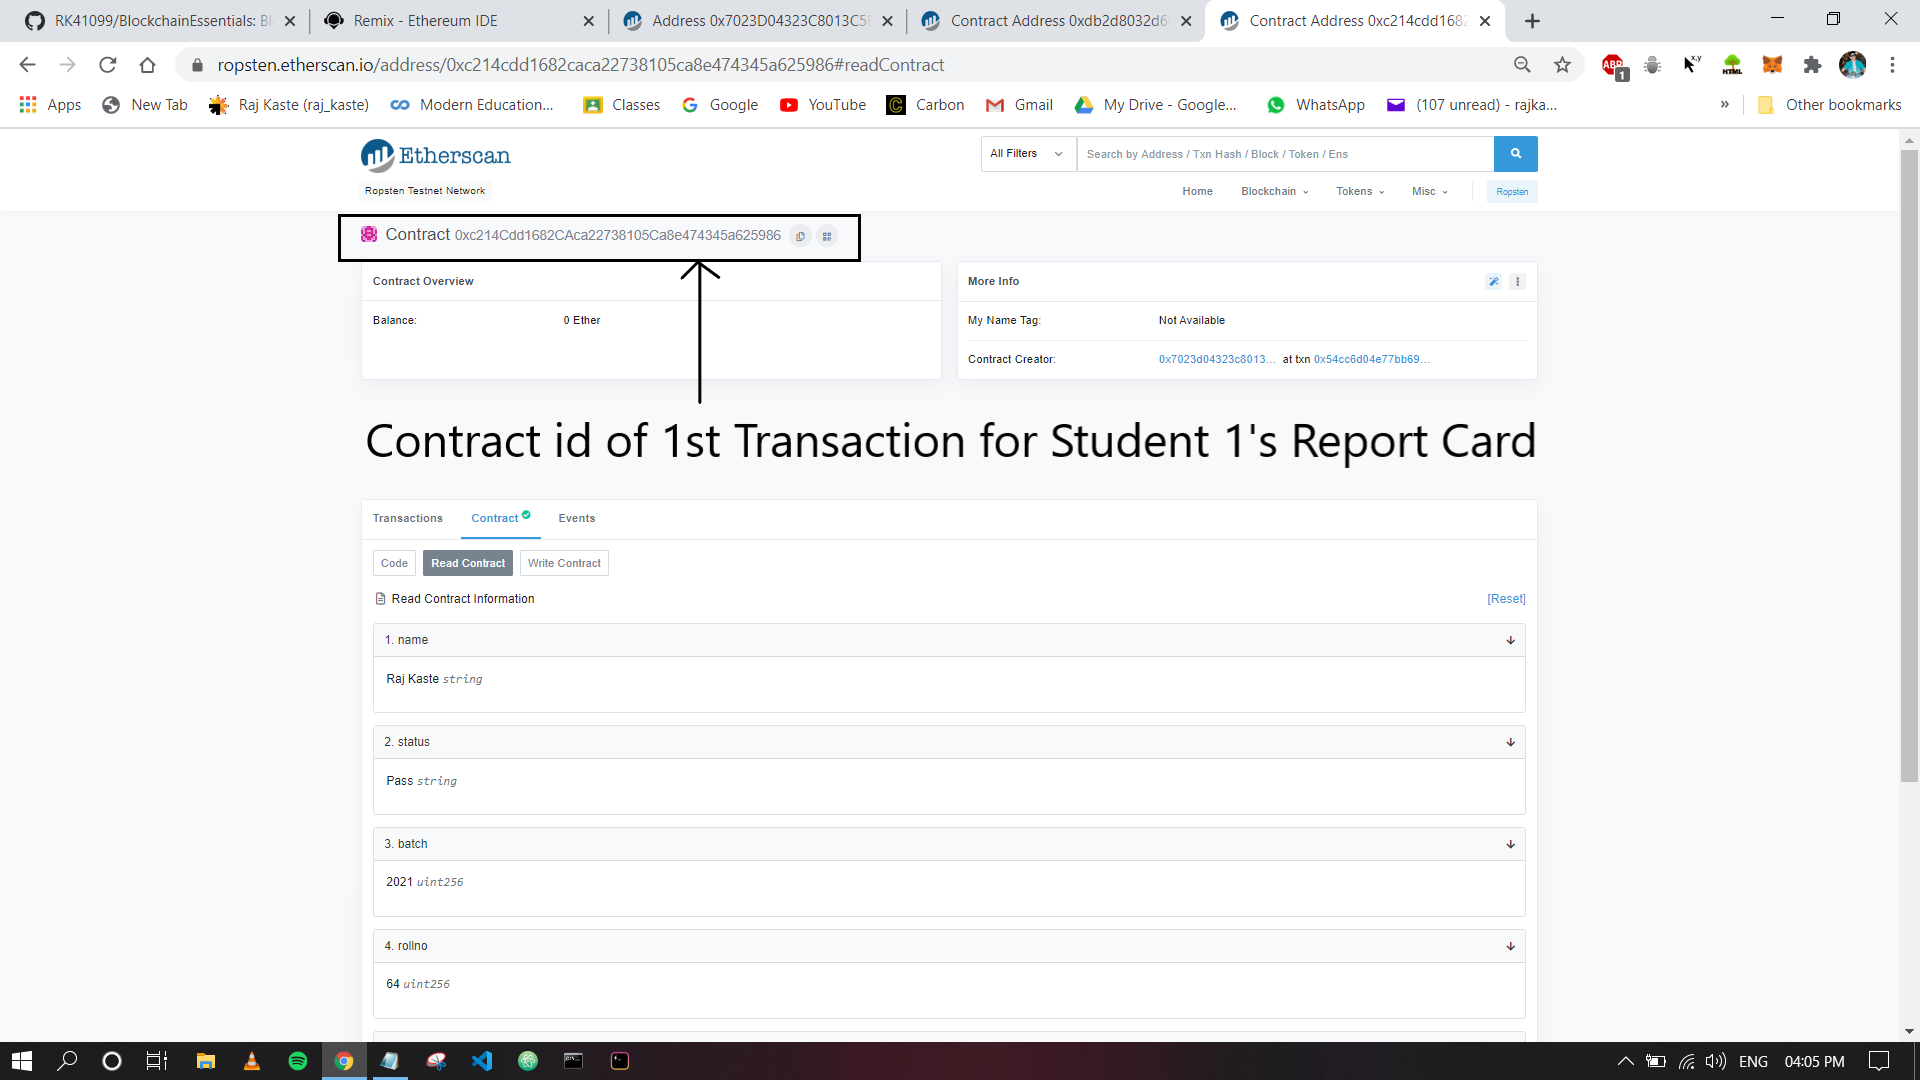 RK41099/BlockchainEssentials: Bl
Remix - Ethereum IDE
Address 0x7023D04323C8013C5
Contract Address 0xdb2d8032d6
Contract Address 0xc214cdd1682
ropsten.etherscan.io/address/0xc214cdd1682caca22738105ca8e474345a625986#readContract
ABP
1
x,y
HTML
Apps
New Tab
Raj Kaste (raj_kaste)
Modern Education...
Classes
Google
YouTube
Carbon
Gmail
My Drive - Google...
WhatsApp
(107 unread) - rajka...
»
Other bookmarks
Etherscan
All Filters
Search by Address / Txn Hash / Block / Token / Ens
Ropsten Testnet Network
Home
Blockchain
Tokens
Misc
Ropsten
Contract 0xc214Cdd1682CAca22738105Ca8e474345a625986
Contract Overview
Balance:
0 Ether
More Info
My Name Tag:
Not Available
Contract Creator:
0x7023d04323c8013... at txn 0x54cc6d04e77bb69...
Contract id of 1st Transaction for Student 1's Report Card
Transactions
Contract
Events
Code
Read Contract
Write Contract
Read Contract Information
[Reset]
1. name
Raj Kaste string
2. status
Pass string
3. batch
2021 uint256
4. rollno
64 uint256
ENG
04:05 PM